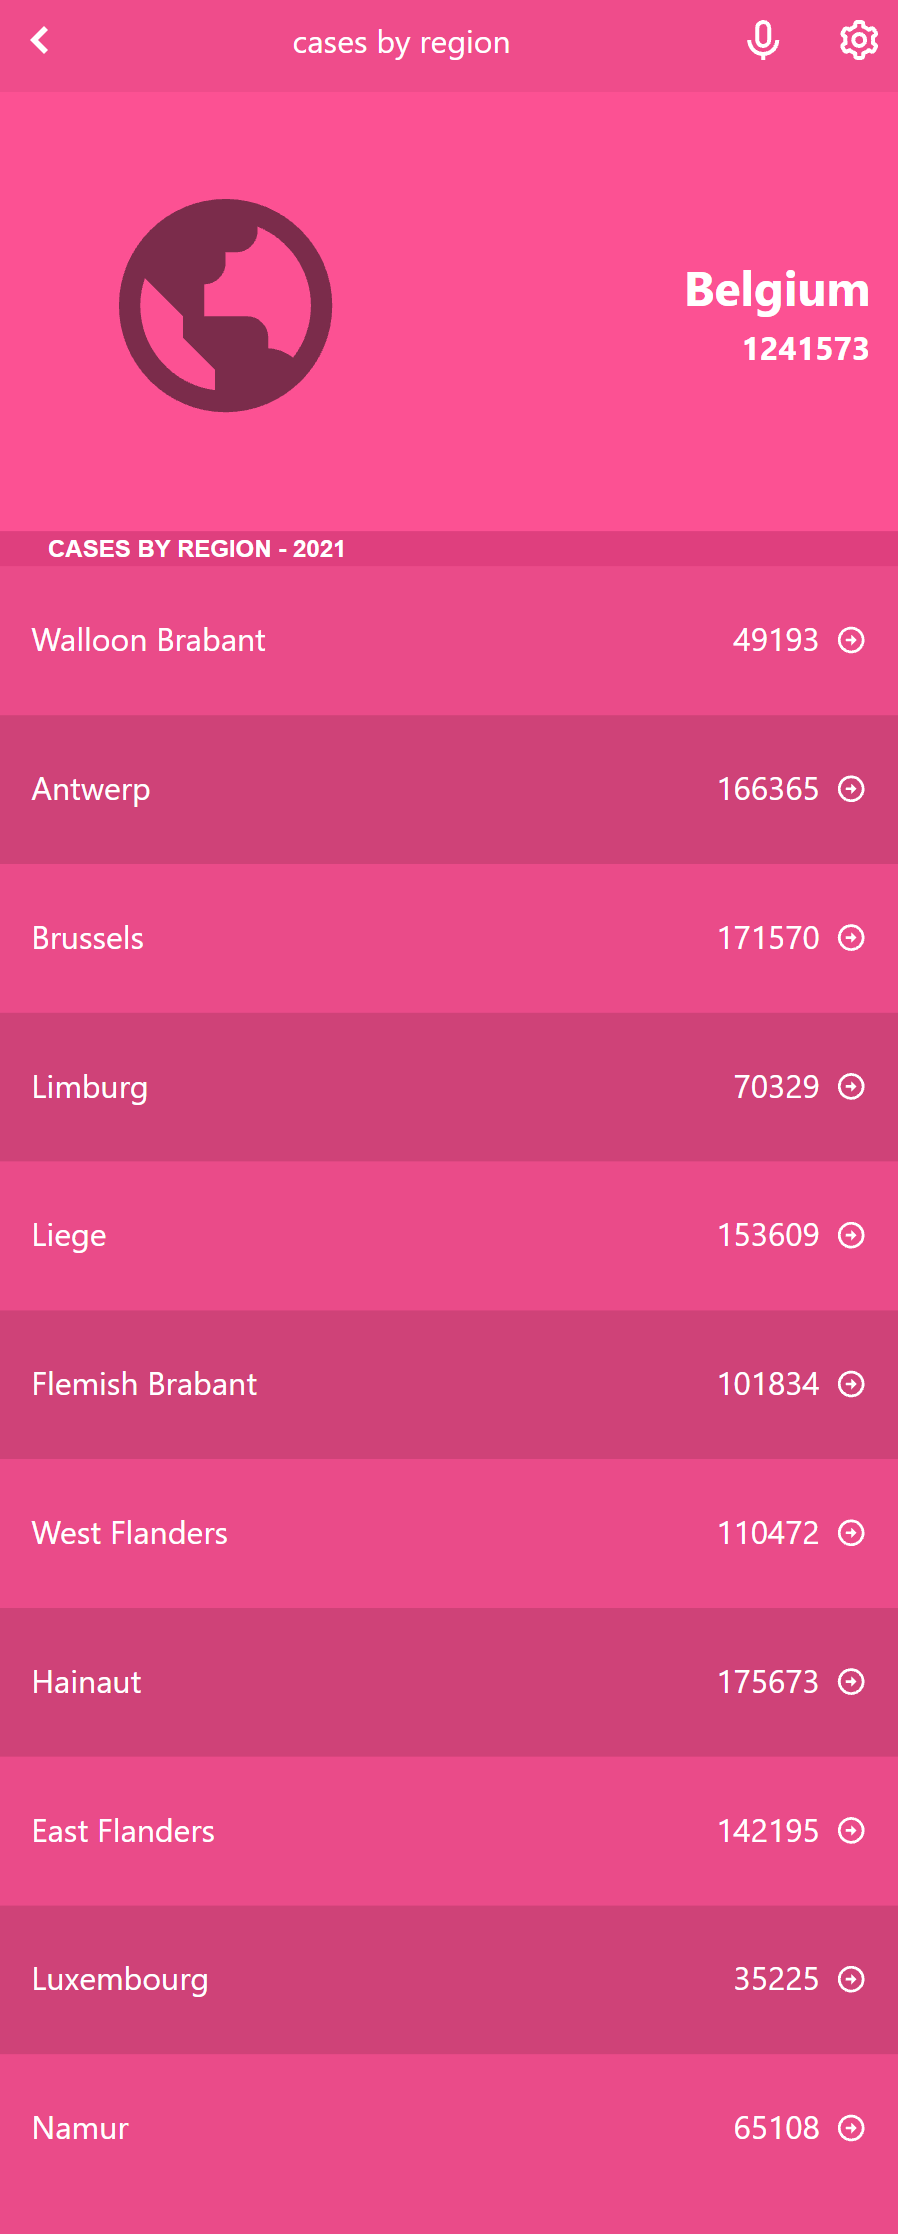 cases by region
Belgium
1241573
CASES BY REGION - 2021
Walloon Brabant 49193
Antwerp 166365
Brussels 171570
Limburg 70329
Liege 153609
Flemish Brabant 101834
West Flanders 110472
Hainaut 175673
East Flanders 142195
Luxembourg 35225
Namur 65108